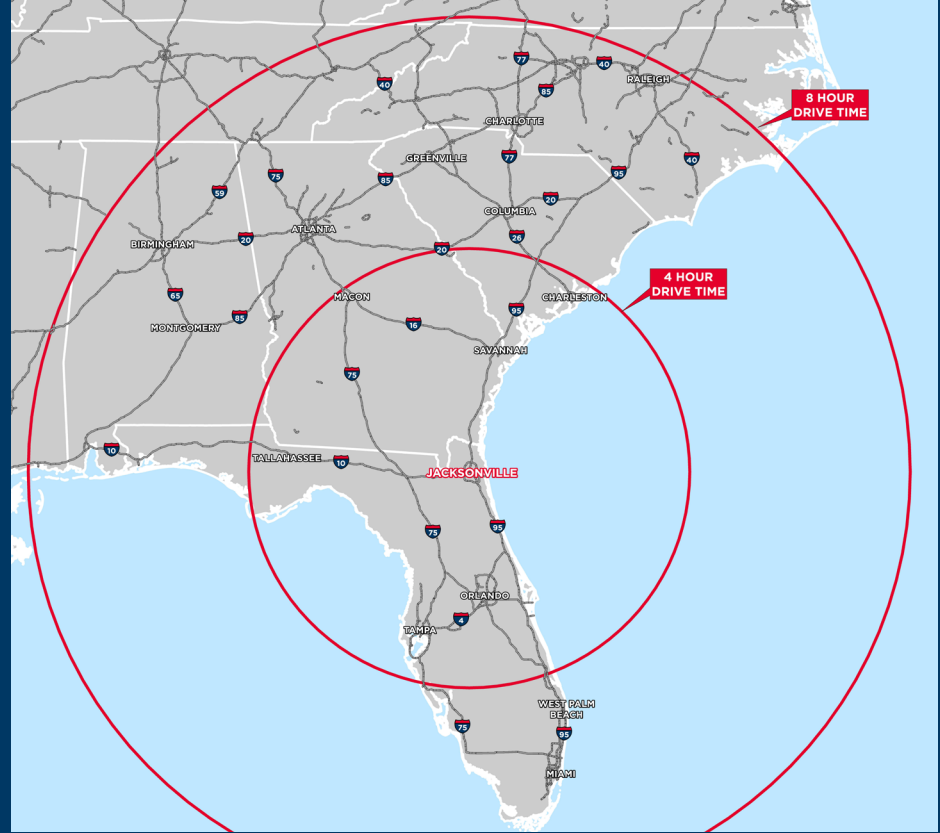 77
40
RALEIGH
40
85
8 HOUR
DRIVE TIME
CHARLOTTE
GREENVILLE
77
40
75
85
95
59
20
COLUMBIA
ATLANTA
20
26
BIRMINGHAM
20
4 HOUR
DRIVE TIME
65
MACON
CHARLESTON
95
85
16
MONTGOMERY
SAVANNAH
75
10
TALLAHASSEE
10
JACKSONVILLE
75
95
ORLANDO
4
TAMPA
WEST PALM
BEACH
75
95
MIAMI